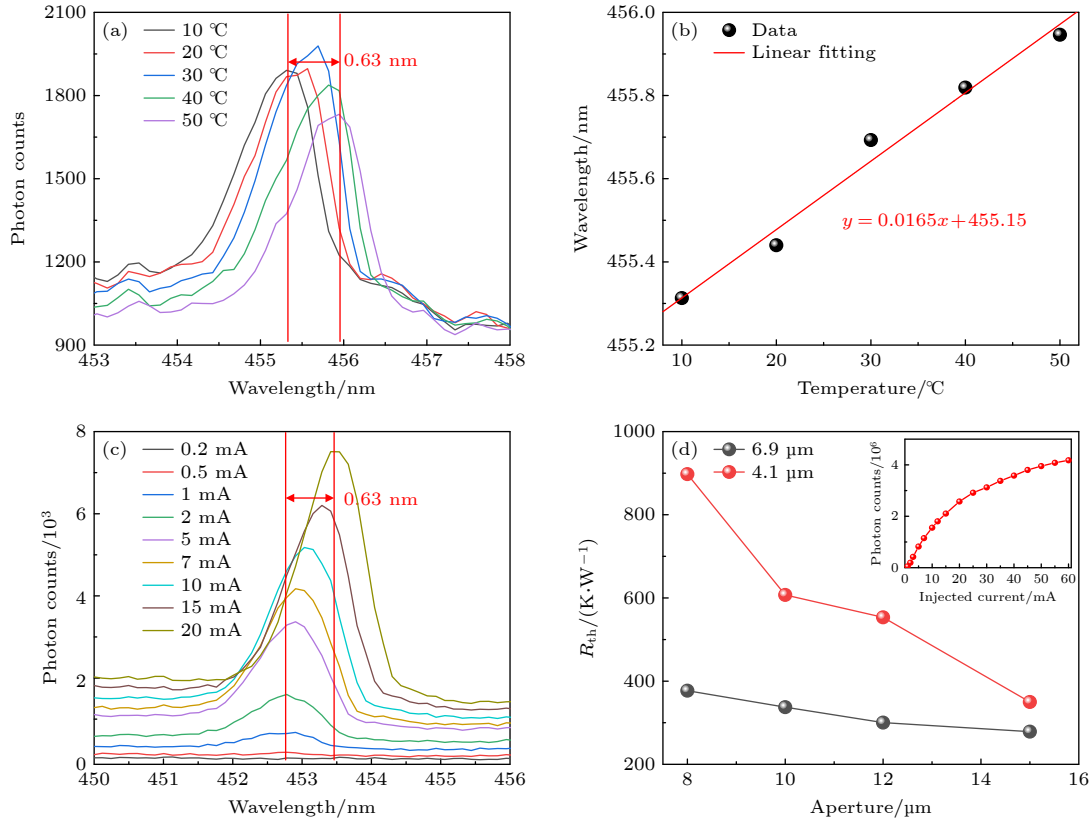 (a)
10 ℃
20 ℃
30 ℃
40 ℃
50 ℃
0.63 nm
2100
1800
1500
1200
900
Photon counts
453 454 455 456 457 458
Wavelength/nm
(b)
Data
Linear fitting
y = 0.0165x+455.15
456.0
455.8
455.6
455.4
455.2
Wavelength/nm
10 20 30 40 50
Temperature/℃
(c)
0.2 mA
0.5 mA
1 mA
2 mA
5 mA
7 mA
10 mA
15 mA
20 mA
0.63 nm
8
6
4
2
0
Photon counts/10³
450 451 452 453 454 455 456
Wavelength/nm
(d)
6.9 µm
4.1 µm
1000
900
800
600
400
200
Rth/(K·W⁻¹)
8 10 12 14 16
Aperture/µm
Photon counts/10⁶
4
2
0
0 10 20 30 40 50 60
Injected current/mA